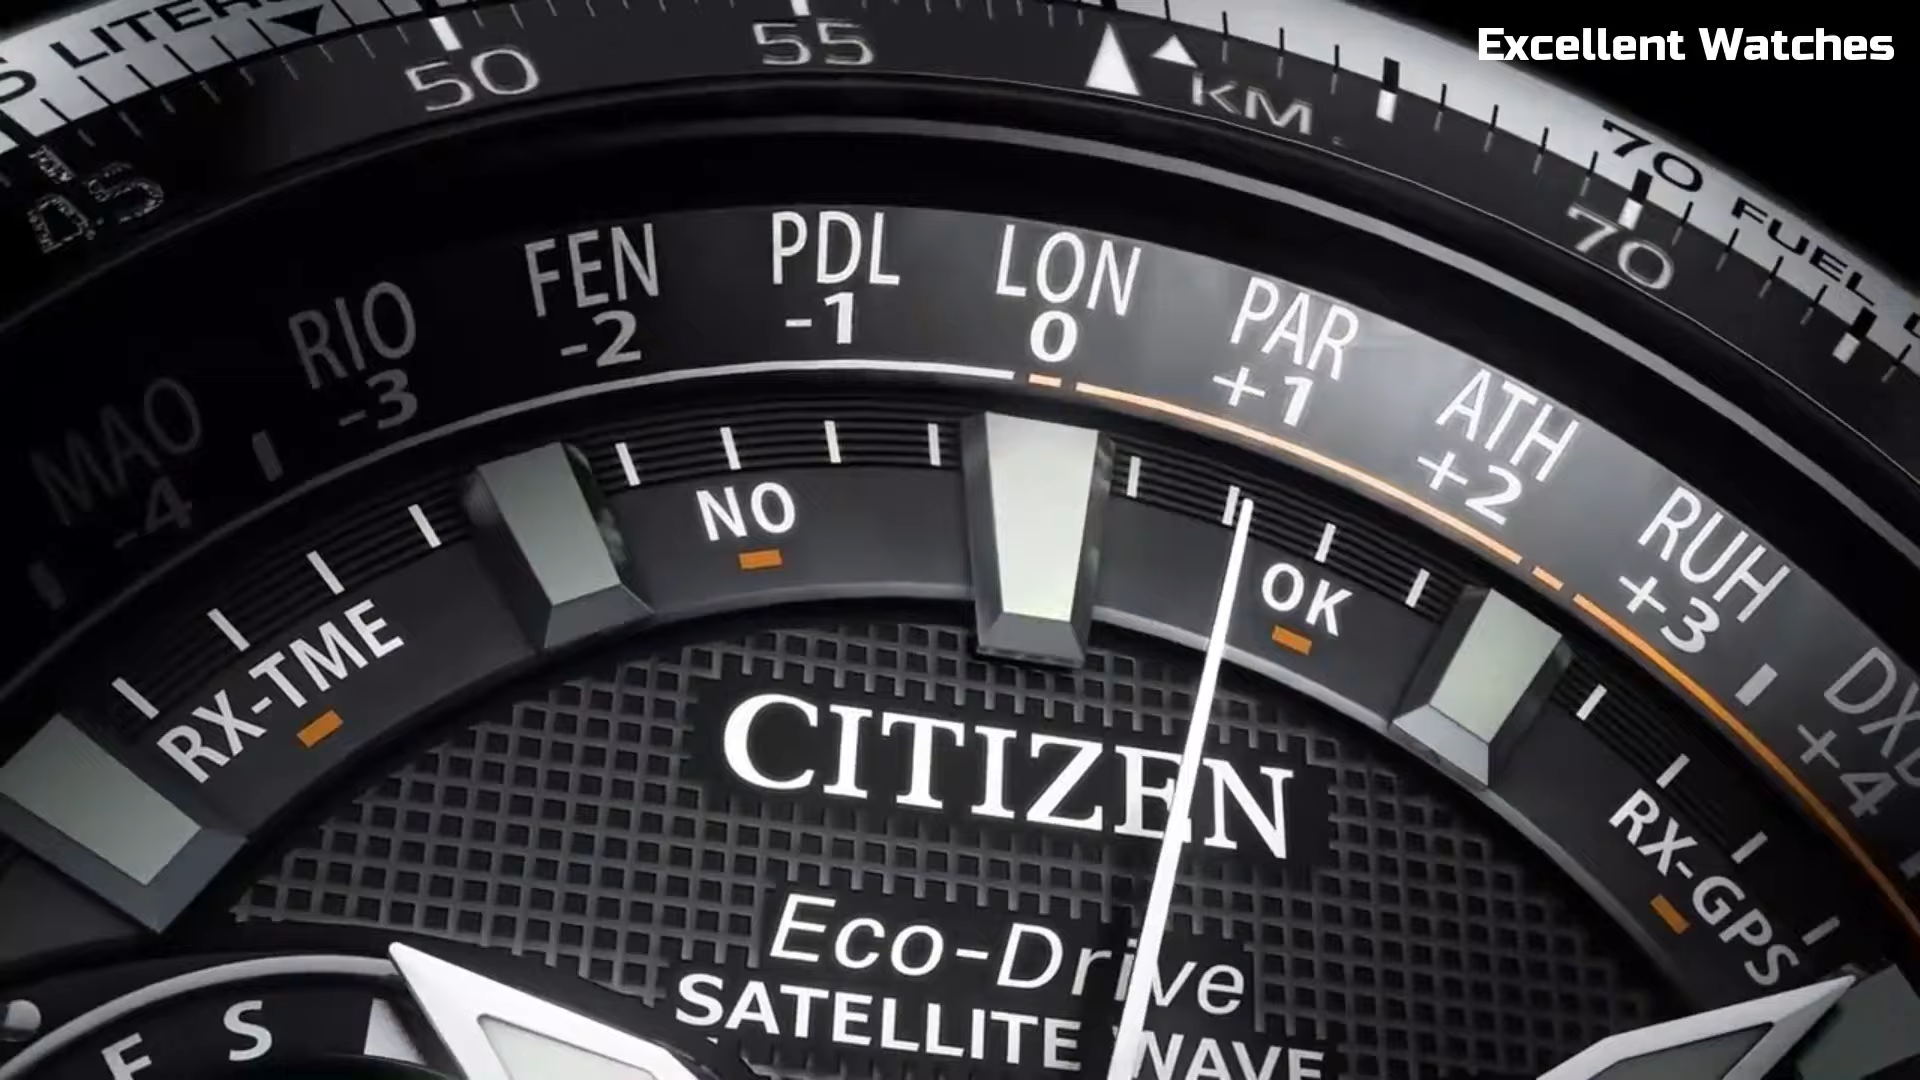 Excellent Watches
LITERS
50
55
KM.
70
70
FUEL
MAO
-4
RIO
-3
FEN
-2
PDL
-1
LON
0
PAR
+1
ATH
+2
RUH
+3
+4
RX-TME
NO
OK
RX-GPS
CITIZEN
Eco-Drive
SATELLITE WAVE
S